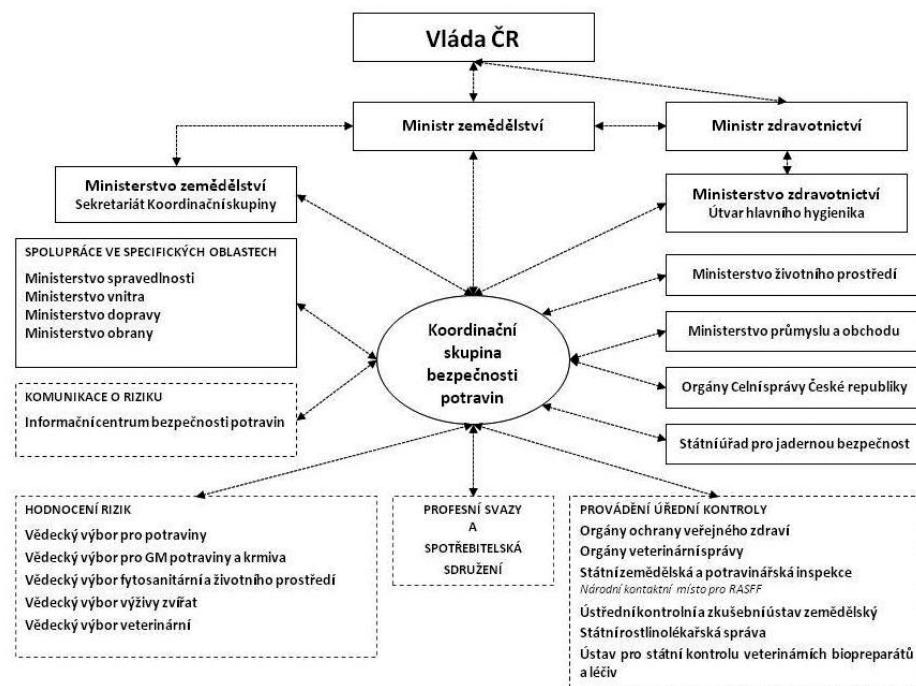 Vláda ČR
Ministr zemědělství
Ministr zdravotnictví
Ministerstvo zemědělství
Sekretariát Koordinační skupiny
Ministerstvo zdravotnictví
Útvar hlavního hygienika
SPOLUPRÁCE VE SPECIFICKÝCH OBLASTECH
Ministerstvo spravedlnosti
Ministerstvo vnitra
Ministerstvo dopravy
Ministerstvo obrany
KOMUNIKACE O RIZIKU
Informační centrum bezpečnosti potravin
Koordinační
skupina
bezpečnosti
potravin
Ministerstvo životního prostředí
Ministerstvo průmyslu a obchodu
Orgány Celní správy České republiky
Státní úřad pro jadernou bezpečnost
HODNOCENÍ RIZIK
Vědecký výbor pro potraviny
Vědecký výbor pro GM potraviny a krmiva
Vědecký výbor fytosanitární a životního prostředí
Vědecký výbor výživy zvířat
Vědecký výbor veterinární
PROFESNÍ SVAZY
A
SPOTŘEBITELSKÁ
SDRUŽENÍ
PROVÁDĚNÍ ÚŘEDNÍ KONTROLY
Orgány ochrany veřejného zdraví
Orgány veterinární správy
Státní zemědělská a potravinářská inspekce
Národní kontaktní místo pro RASFF
Ústřední kontrolní a zkušební ústav zemědělský
Státní rostlinolékařská správa
Ústav pro státní kontrolu veterinárních biopreparátů
a léčiv